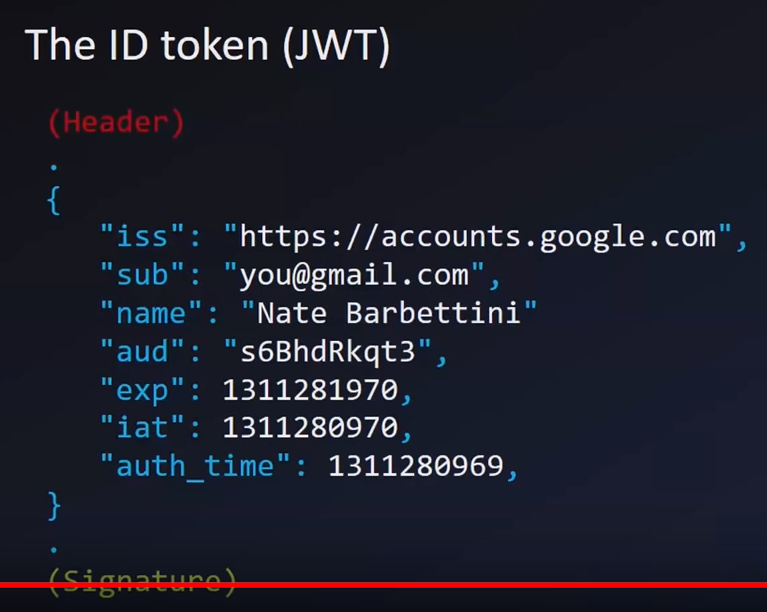 The ID token (JWT)
(Header)
.
{
"iss": "https://accounts.google.com",
"sub": "you@gmail.com",
"name": "Nate Barbettini"
"aud": "s6BhdRkqt3",
"exp": 1311281970,
"iat": 1311280970,
"auth_time": 1311280969,
}
.
(Signature)